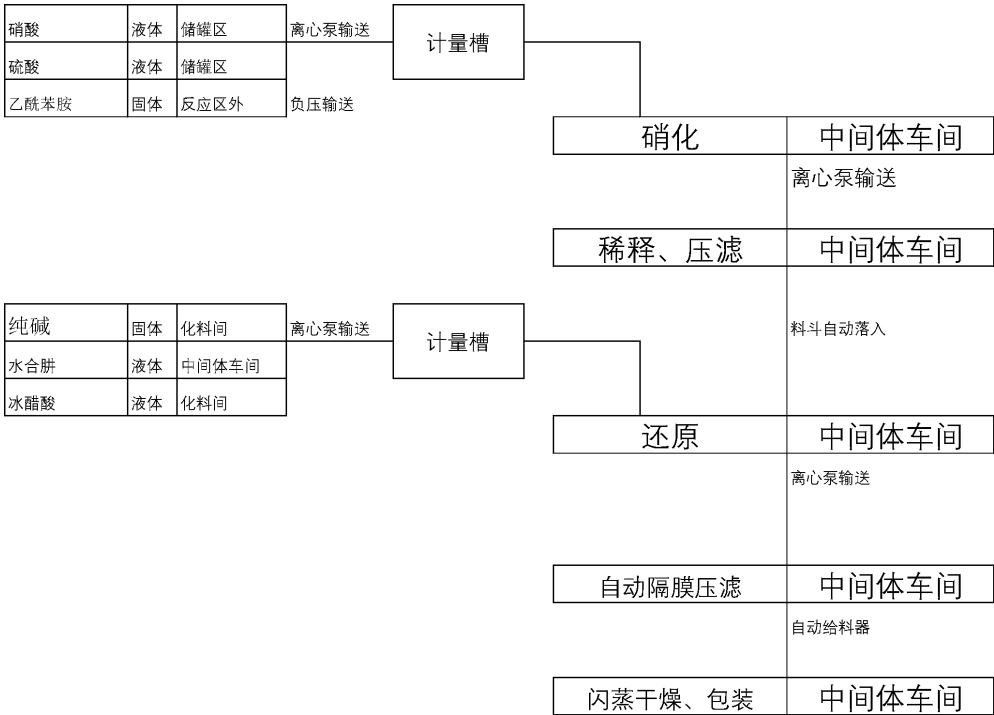 硝酸 液体 储罐区 离心泵输送 计量槽
硫酸 液体 储罐区
乙酰苯胺 固体 反应区外 负压输送
硝化 中间体车间
离心泵输送
稀释、压滤 中间体车间
纯碱 固体 化料间 离心泵输送 计量槽 料斗自动落入
水合肼 液体 中间体车间
冰醋酸 液体 化料间
还原 中间体车间
离心泵输送
自动隔膜压滤 中间体车间
自动给料器
闪蒸干燥、包装 中间体车间